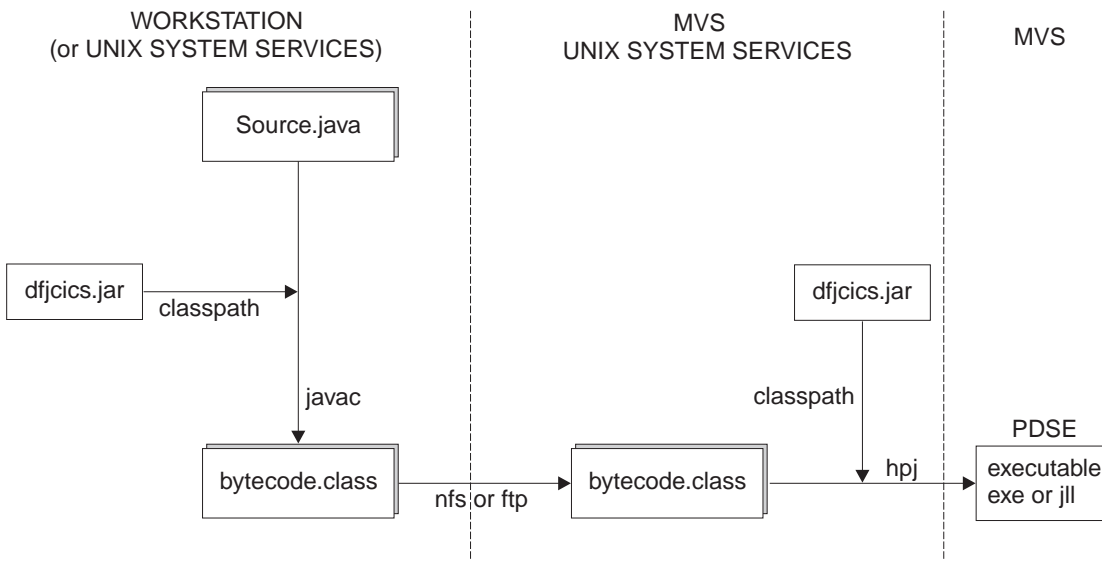 WORKSTATION
(or UNIX SYSTEM SERVICES)
MVS
UNIX SYSTEM SERVICES
MVS
Source.java
dfjcics.jar
classpath
dfjcics.jar
javac
classpath
PDSE
bytecode.class
nfs or ftp
bytecode.class
hpj
executable
exe or jll